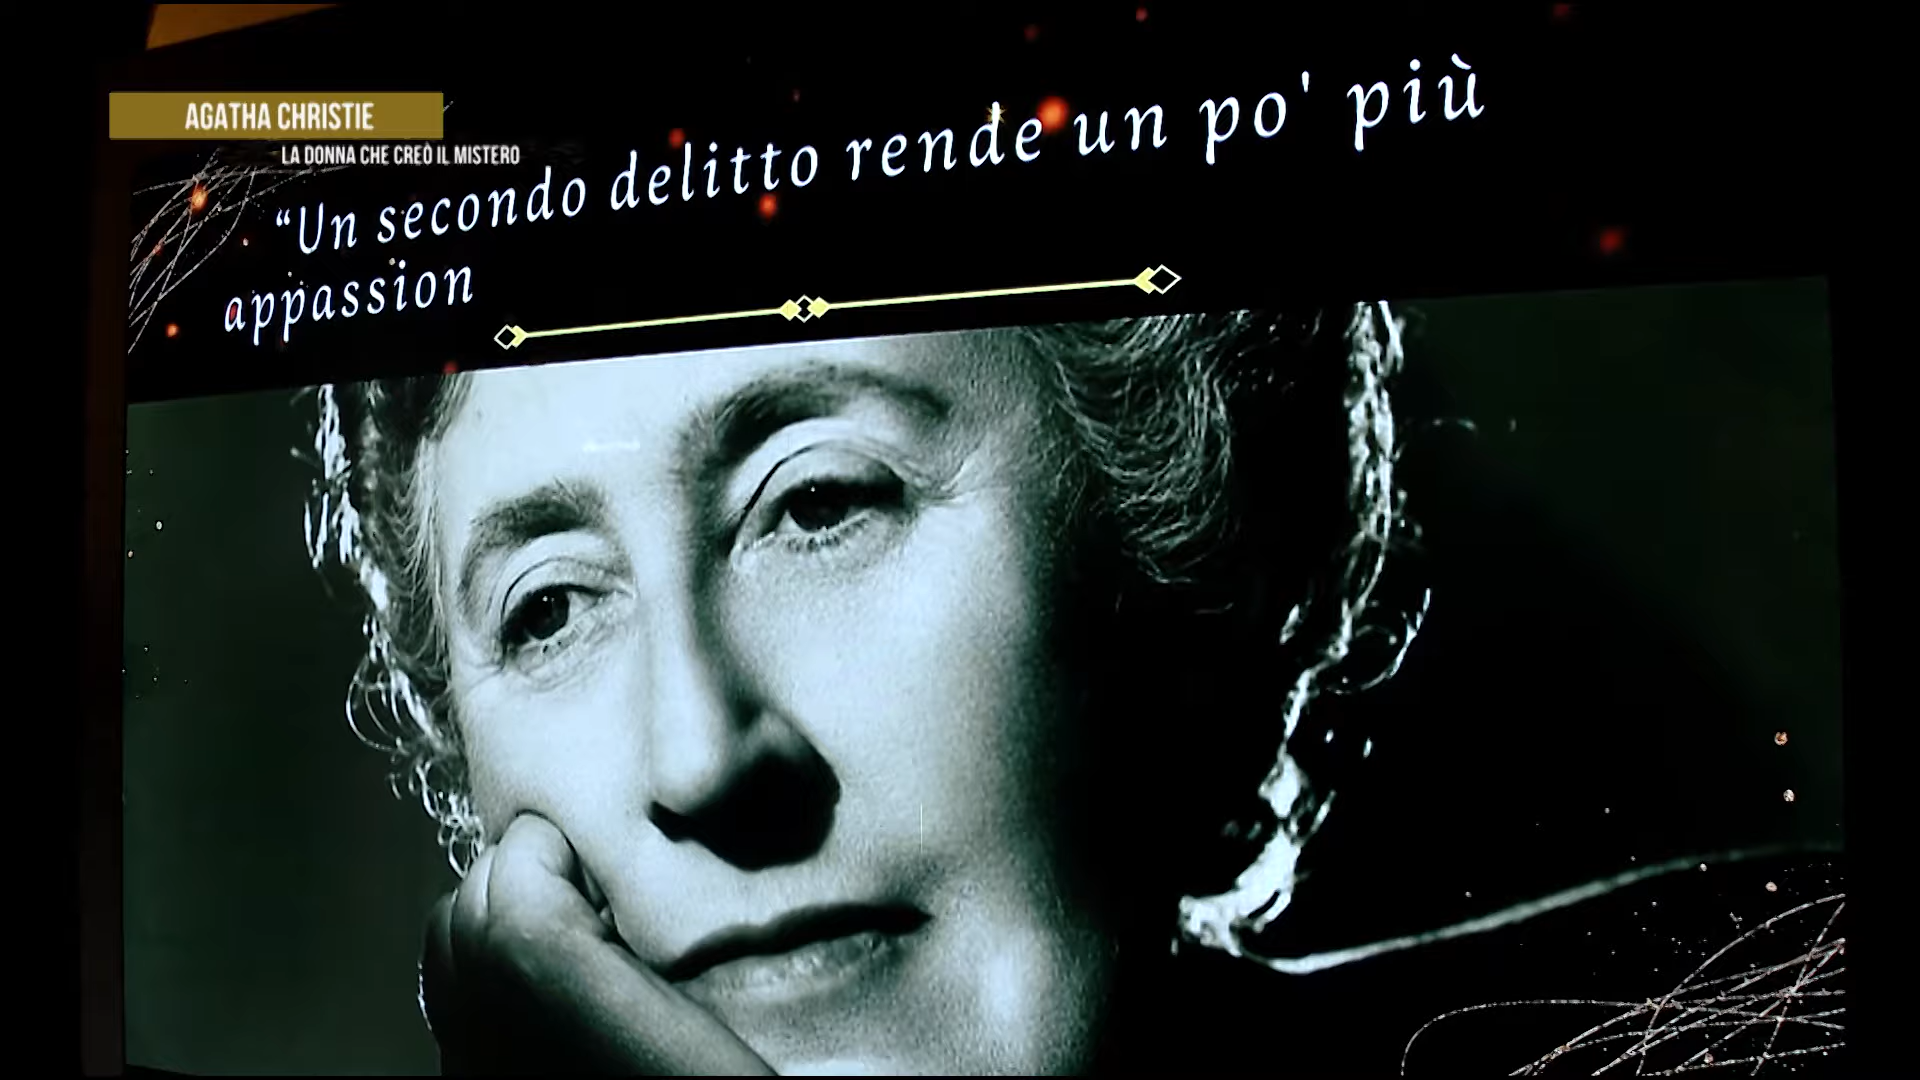 AGATHA CHRISTIE
LA DONNA CHE CREÒ IL MISTERO
“Un secondo delitto rende un po' più
appassion